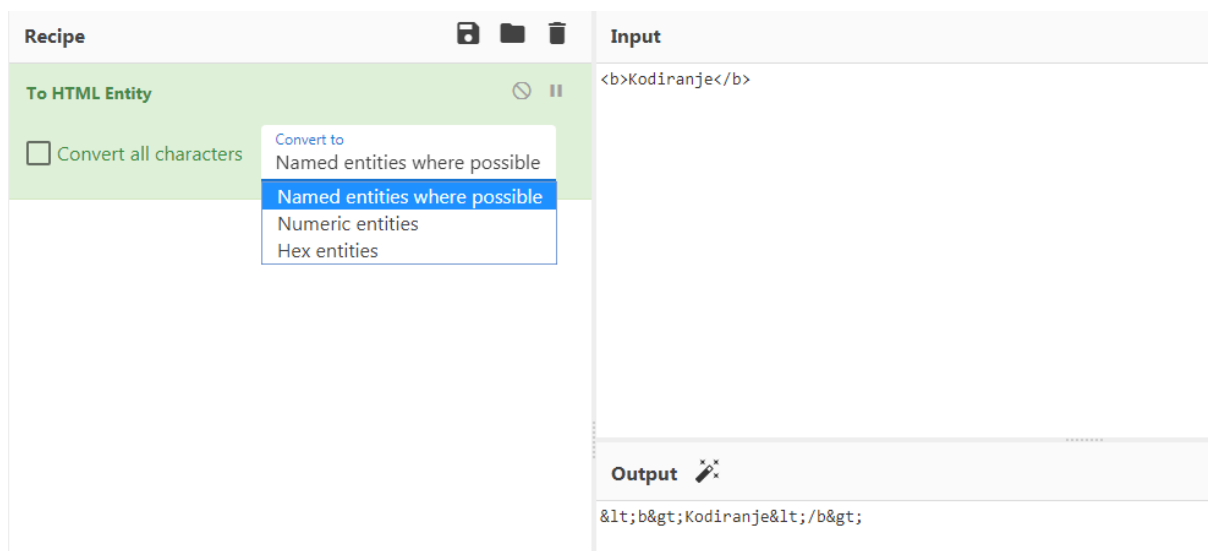 Recipe
To HTML Entity
Convert all characters
Convert to
Named entities where possible
Named entities where possible
Numeric entities
Hex entities
Input
<b>Kodiranje</b>
Output
&lt;b&gt;Kodiranje&lt;/b&gt;